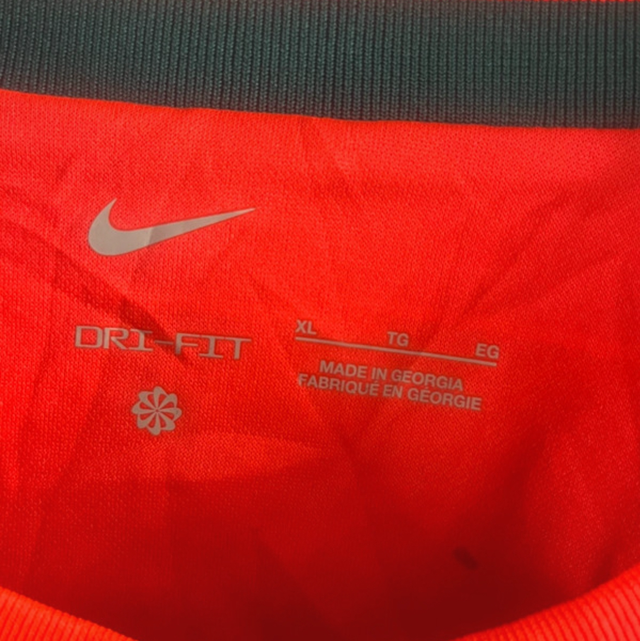 DRI-FIT
XL TG EG
MADE IN GEORGIA
FABRIQUÉ EN GÉORGIE